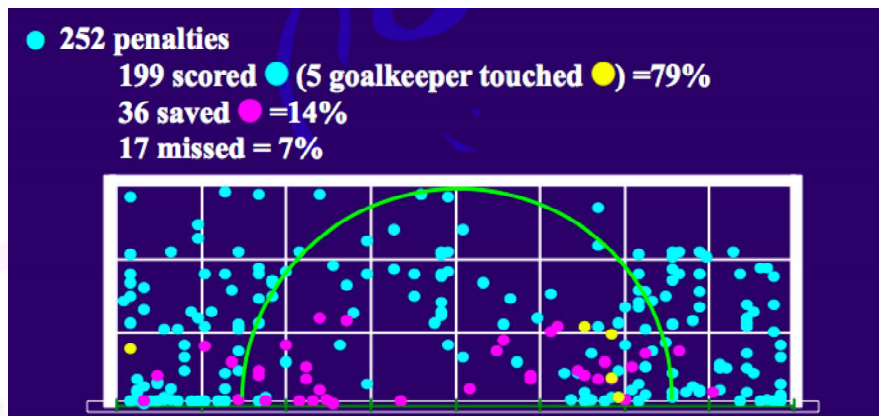 252 penalties
199 scored (5 goalkeeper touched ) =79%
36 saved =14%
17 missed = 7%